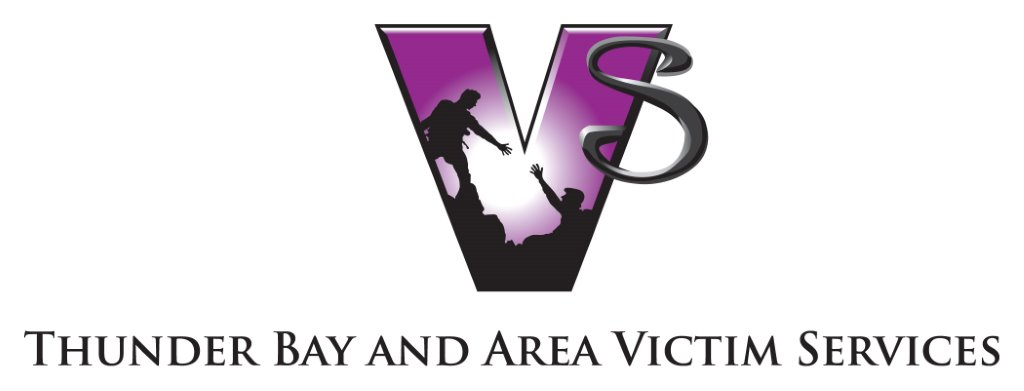 VS
THUNDER BAY AND AREA VICTIM SERVICES